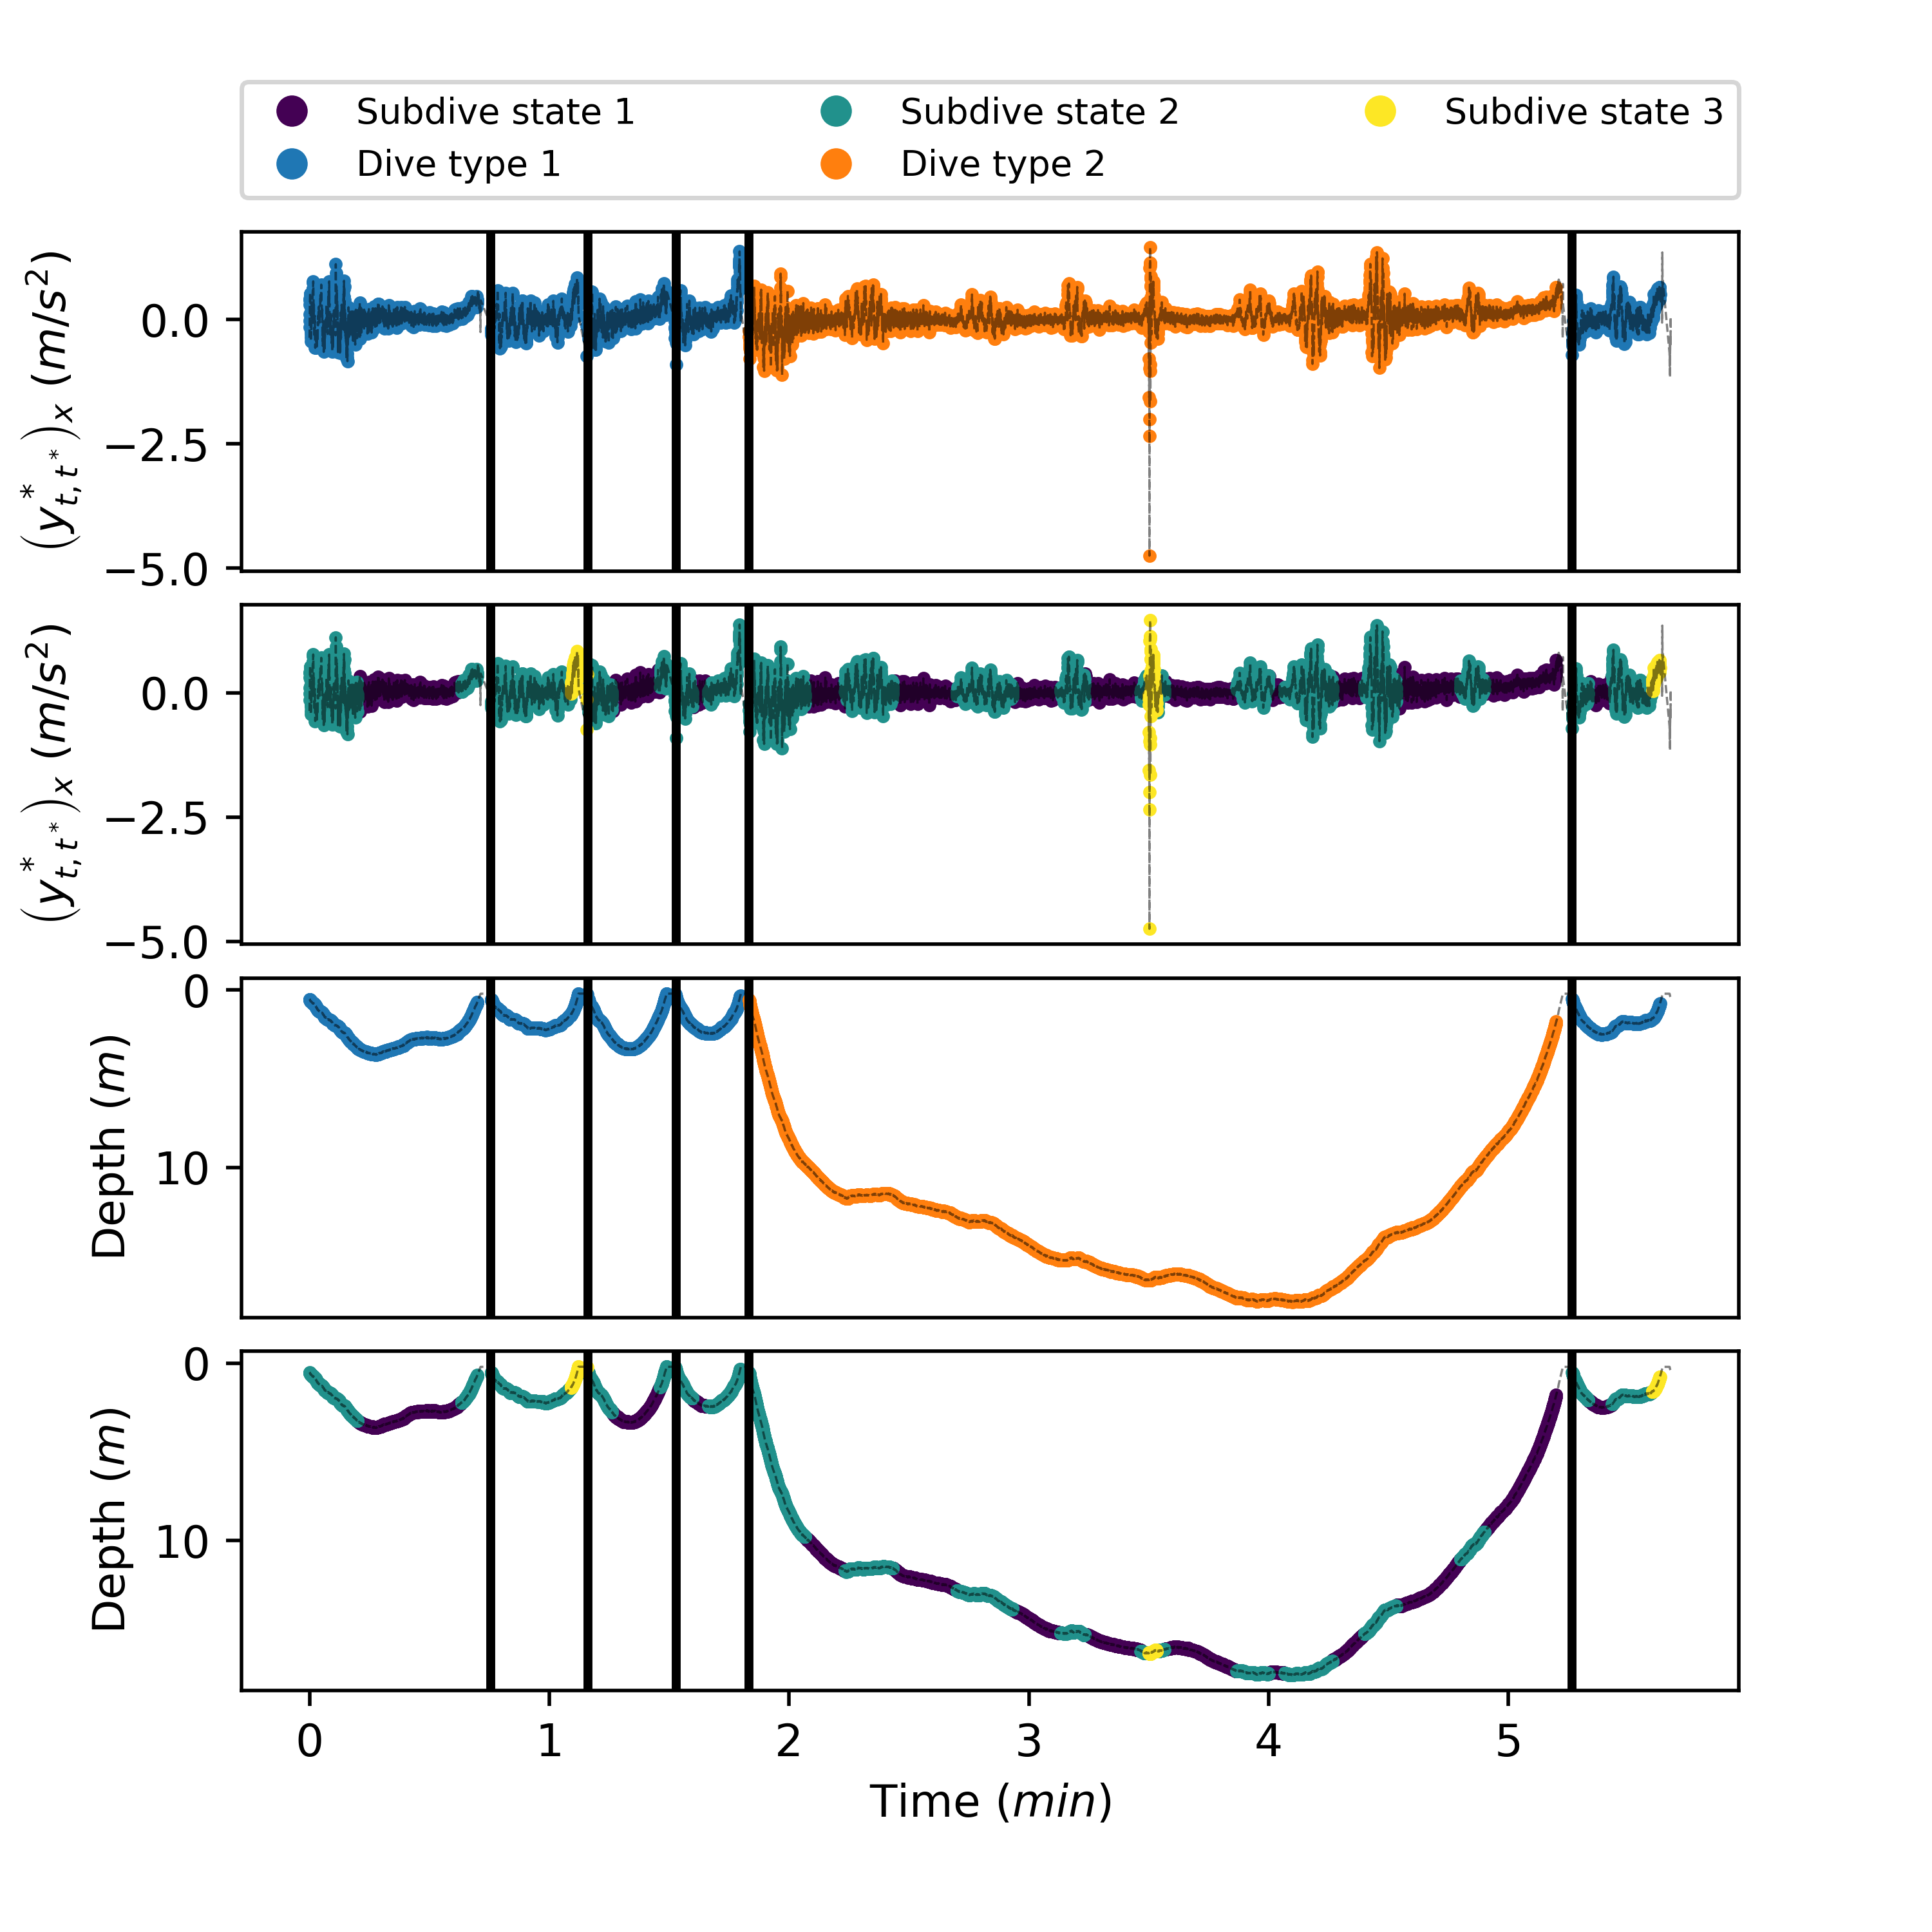 Subdive state 1 Subdive state 2 Subdive state 3
Dive type 1 Dive type 2
(y*t,t*)x (m/s²)
0.0
−2.5
−5.0
(y*t,t*)x (m/s²)
0.0
−2.5
−5.0
Depth (m)
0
10
Depth (m)
0
10
0 1 2 3 4 5
Time (min)